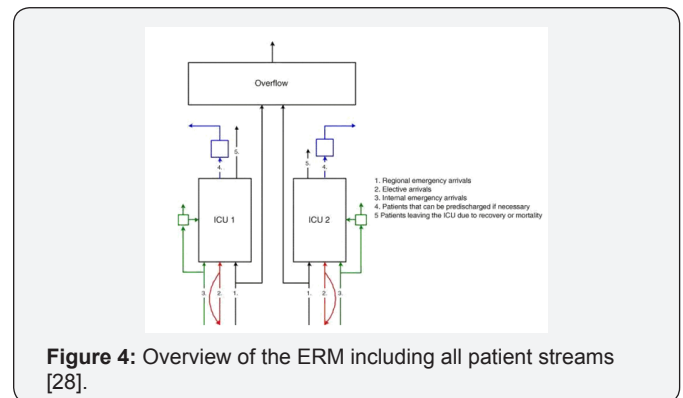 Overflow
5.
4.
5.
4.
ICU 1
ICU 2
1. Regional emergency arrivals
2. Elective arrivals
3. Internal emergency arrivals
4. Patients that can be predischarged if necessary
5 Patients leaving the ICU due to recovery or mortality
3. 2. 1.
1. 2. 3.
Figure 4: Overview of the ERM including all patient streams
[28].